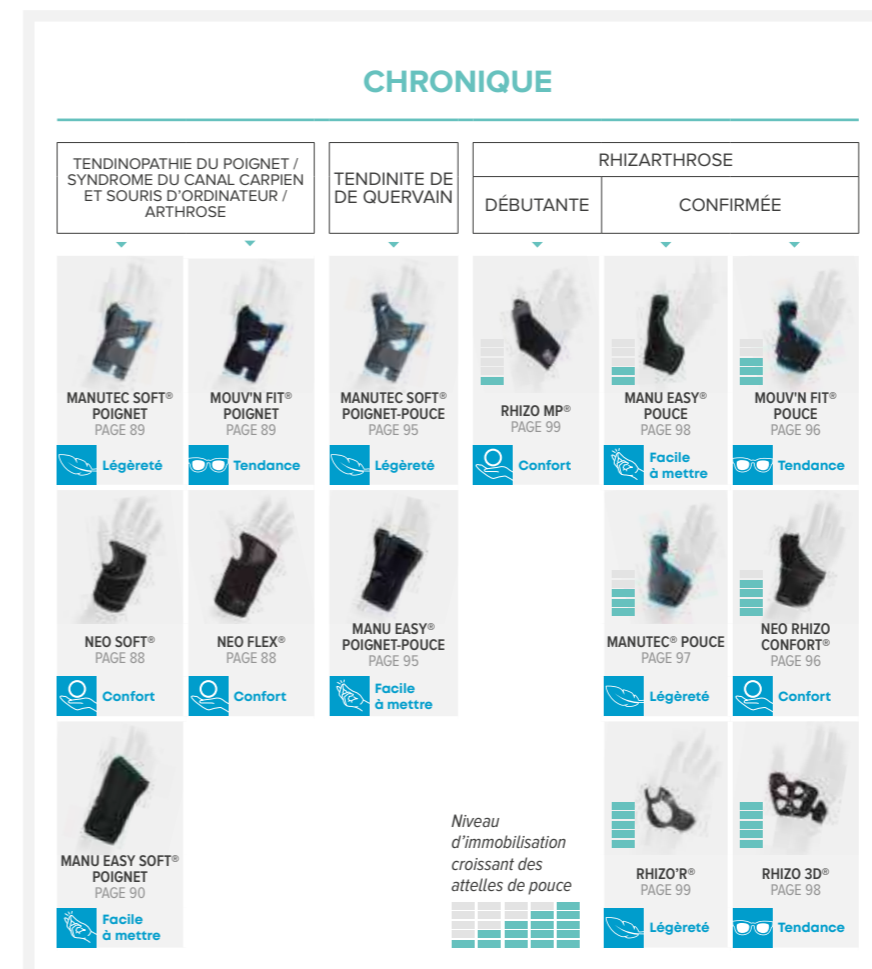 CHRONIQUE
TENDINOPATHIE DU POIGNET /
SYNDROME DU CANAL CARPIEN
ET SOURIS D'ORDINATEUR /
ARTHROSE
TENDINITE DE
DE QUERVAIN
RHIZARTHROSE
DÉBUTANTE
CONFIRMÉE
MANUTEC SOFT®
POIGNET
PAGE 89
Légèreté
MOUV'N FIT®
POIGNET
PAGE 89
Tendance
MANUTEC SOFT®
POIGNET-POUCE
PAGE 95
Légèreté
RHIZO MP®
PAGE 99
Confort
MANU EASY®
POUCE
PAGE 98
Facile
à mettre
MOUV'N FIT®
POUCE
PAGE 96
Tendance
NEO SOFT®
PAGE 88
Confort
NEO FLEX®
PAGE 88
Confort
MANU EASY®
POIGNET-POUCE
PAGE 95
Facile
à mettre
MANUTEC® POUCE
PAGE 97
Légèreté
NEO RHIZO
CONFORT®
PAGE 96
Confort
MANU EASY SOFT®
POIGNET
PAGE 90
Facile
à mettre
Niveau
d'immobilisation
croissant des
attelles de pouce
RHIZO'R®
PAGE 99
Légèreté
RHIZO 3D®
PAGE 98
Tendance